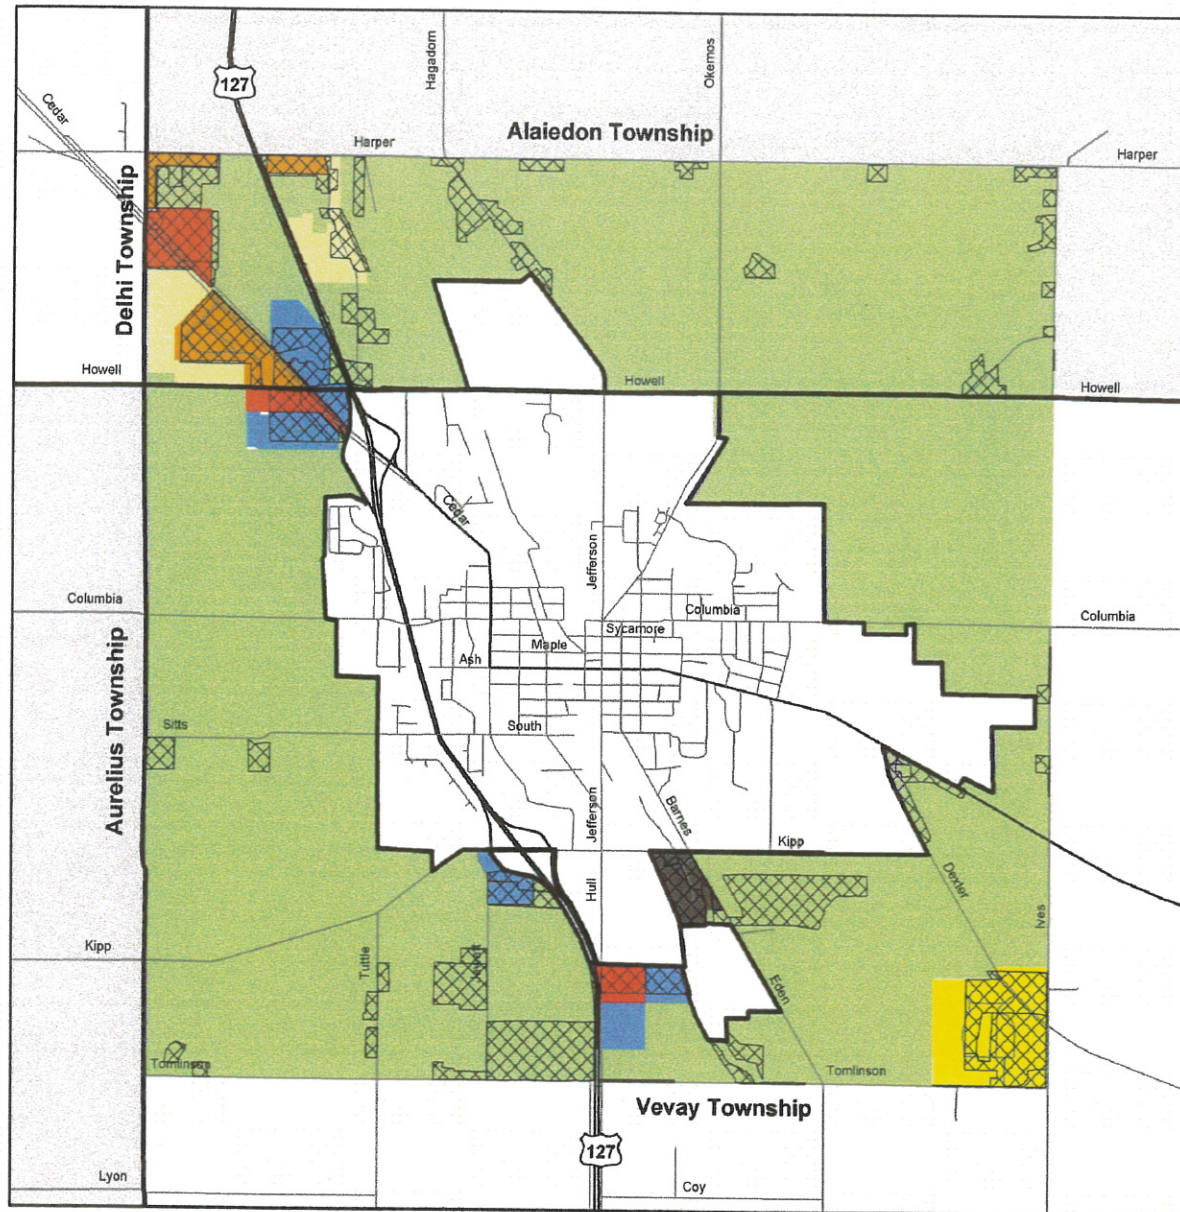 127
Hagadorn
Okemos
Cedar
Alaiedon Township
Harper
Harper
Delhi Township
Howell
Howell
Howell
Cedar
Jefferson
Columbia
Columbia
Columbia
Sycamore
Maple
Ash
Aurelius Township
Sitts
South
Jefferson
Barnes
Kipp
Dexter
Hull
Ives
Kipp
Tuttle
Eden
Tomlinson
Tomlinson
Vevay Township
127
Lyon
Coy